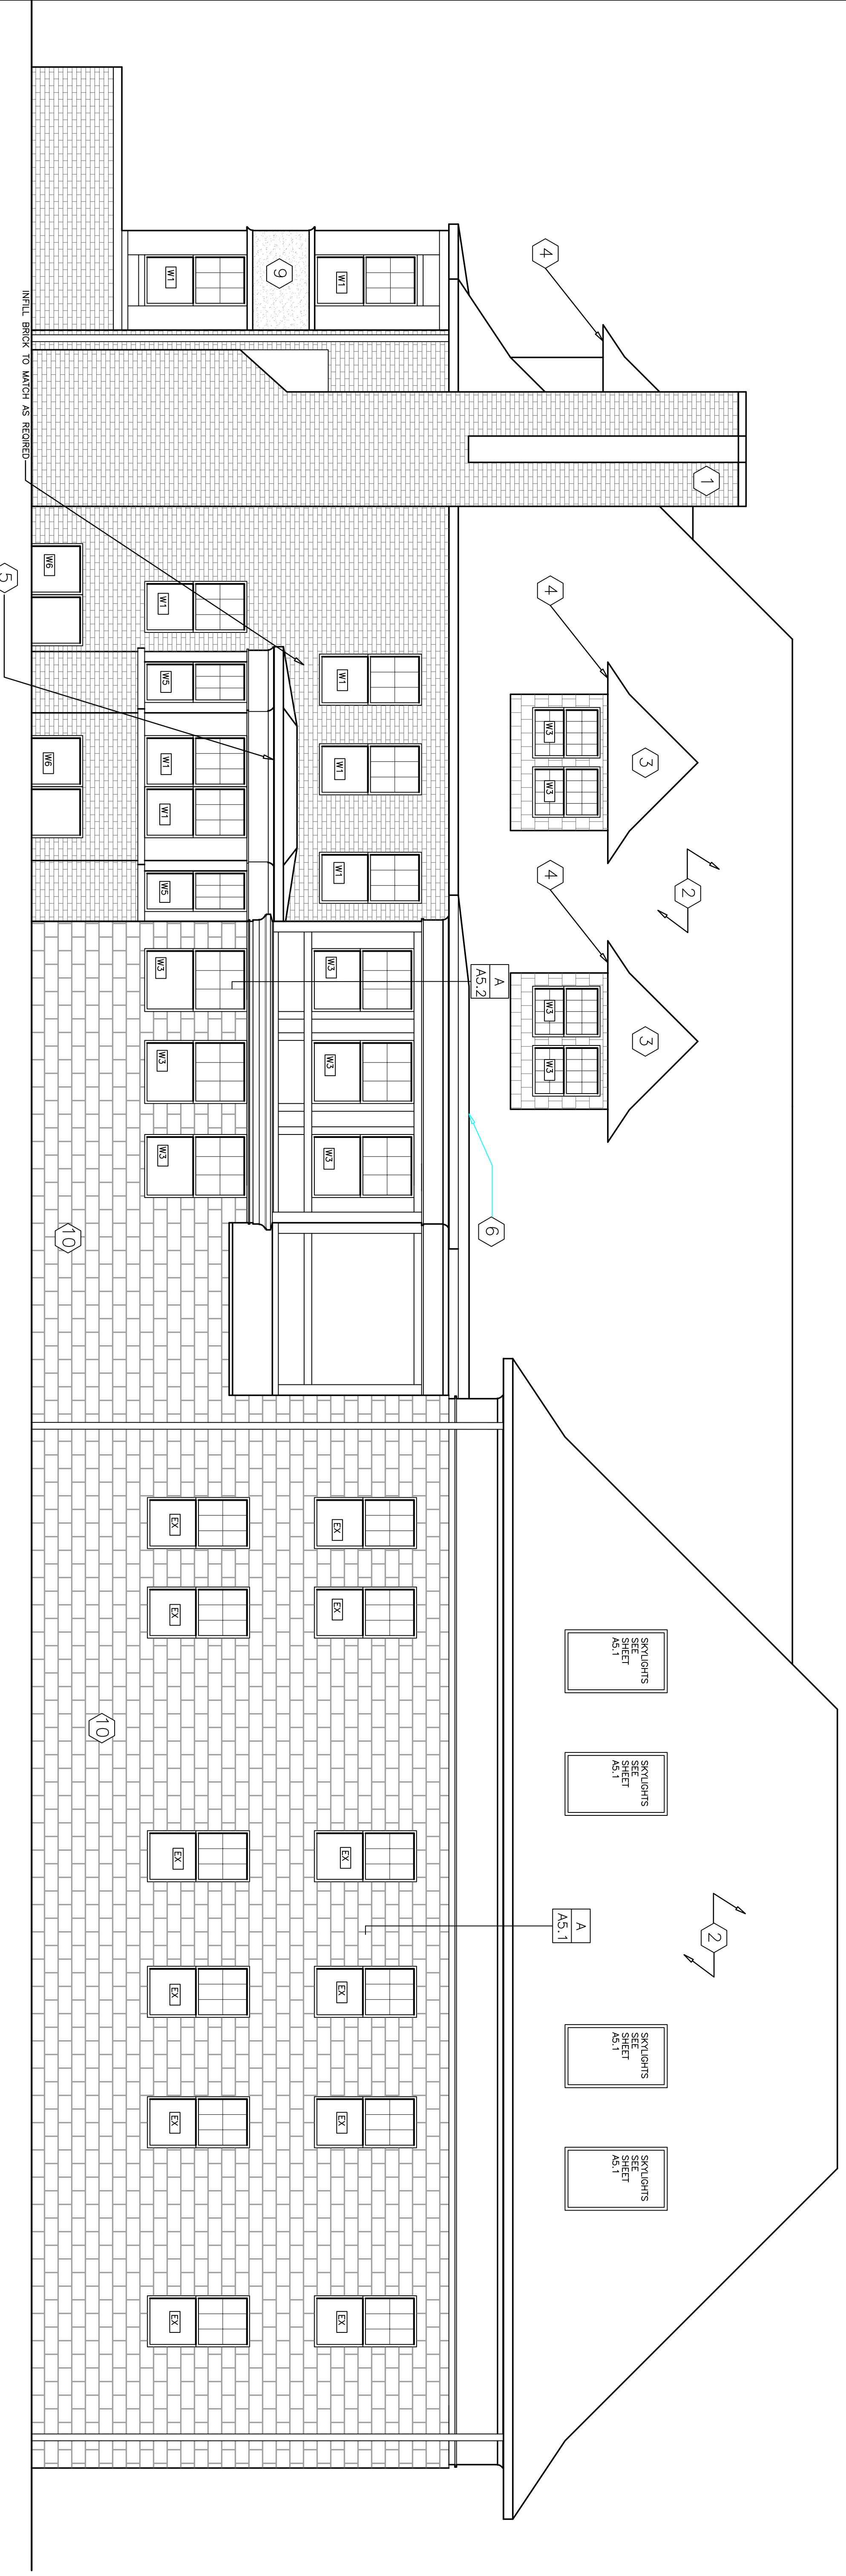 1
2
2
SKYLIGHTS
SEE
SHEET
A5.1
SKYLIGHTS
SEE
SHEET
A5.1
SKYLIGHTS
SEE
SHEET
A5.1
SKYLIGHTS
SEE
SHEET
A5.1
3
3
4
4
4
W3
W3
W3
W3
A
A5.1
A
A5.2
6
W1
W1
W1
W1
W3
W3
W3
EX
EX
EX
EX
EX
EX
9
W1
W1
W5
W1
W1
W5
W3
W3
W3
EX
EX
EX
EX
EX
EX
10
10
W6
W6
INFILL BRICK TO MATCH AS REQIRED
5